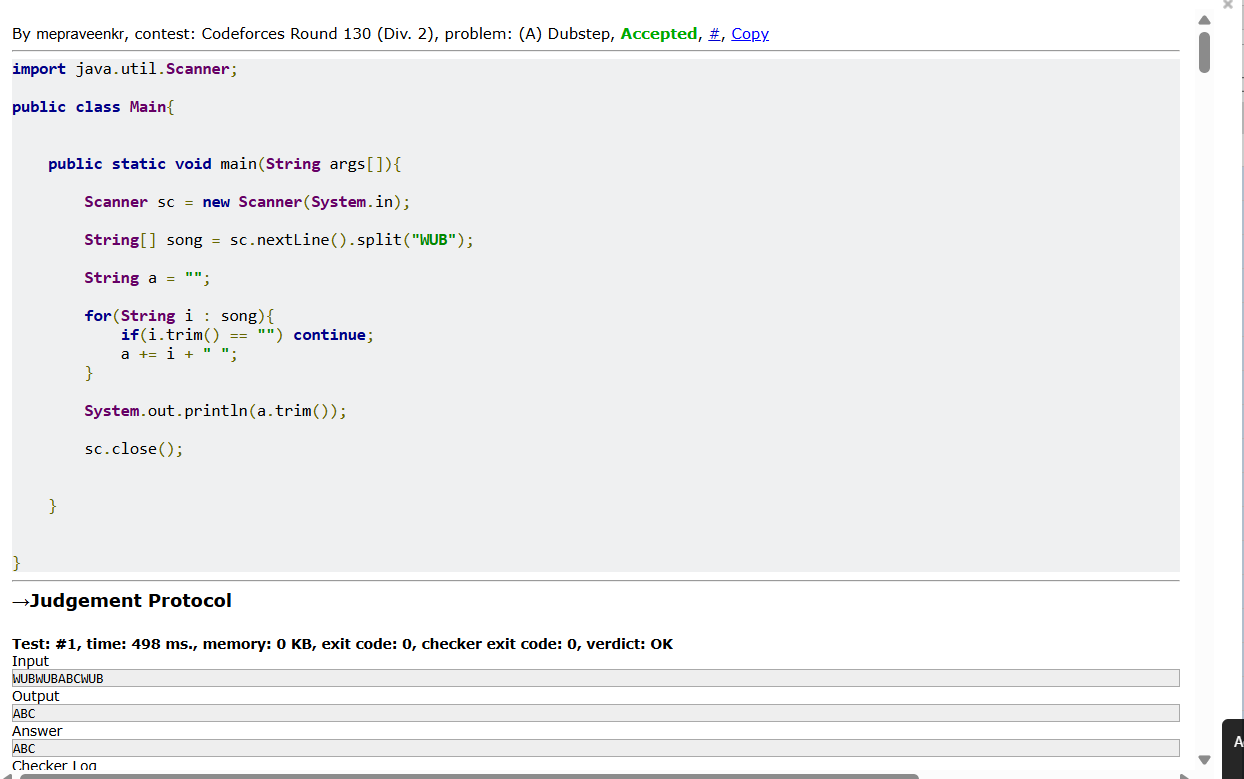 By mepraveenkr, contest: Codeforces Round 130 (Div. 2), problem: (A) Dubstep, Accepted, #, Copy
import java.util.Scanner;
public class Main{
public static void main(String args[]){
Scanner sc = new Scanner(System.in);
String[] song = sc.nextLine().split("WUB");
String a = "";
for(String i : song){
if(i.trim() == "") continue;
a += i + " ";
}
System.out.println(a.trim());
sc.close();
}
}
→Judgement Protocol
Test: #1, time: 498 ms., memory: 0 KB, exit code: 0, checker exit code: 0, verdict: OK
Input
WUBWUBABCWUB
Output
ABC
Answer
ABC
Checker Log
A